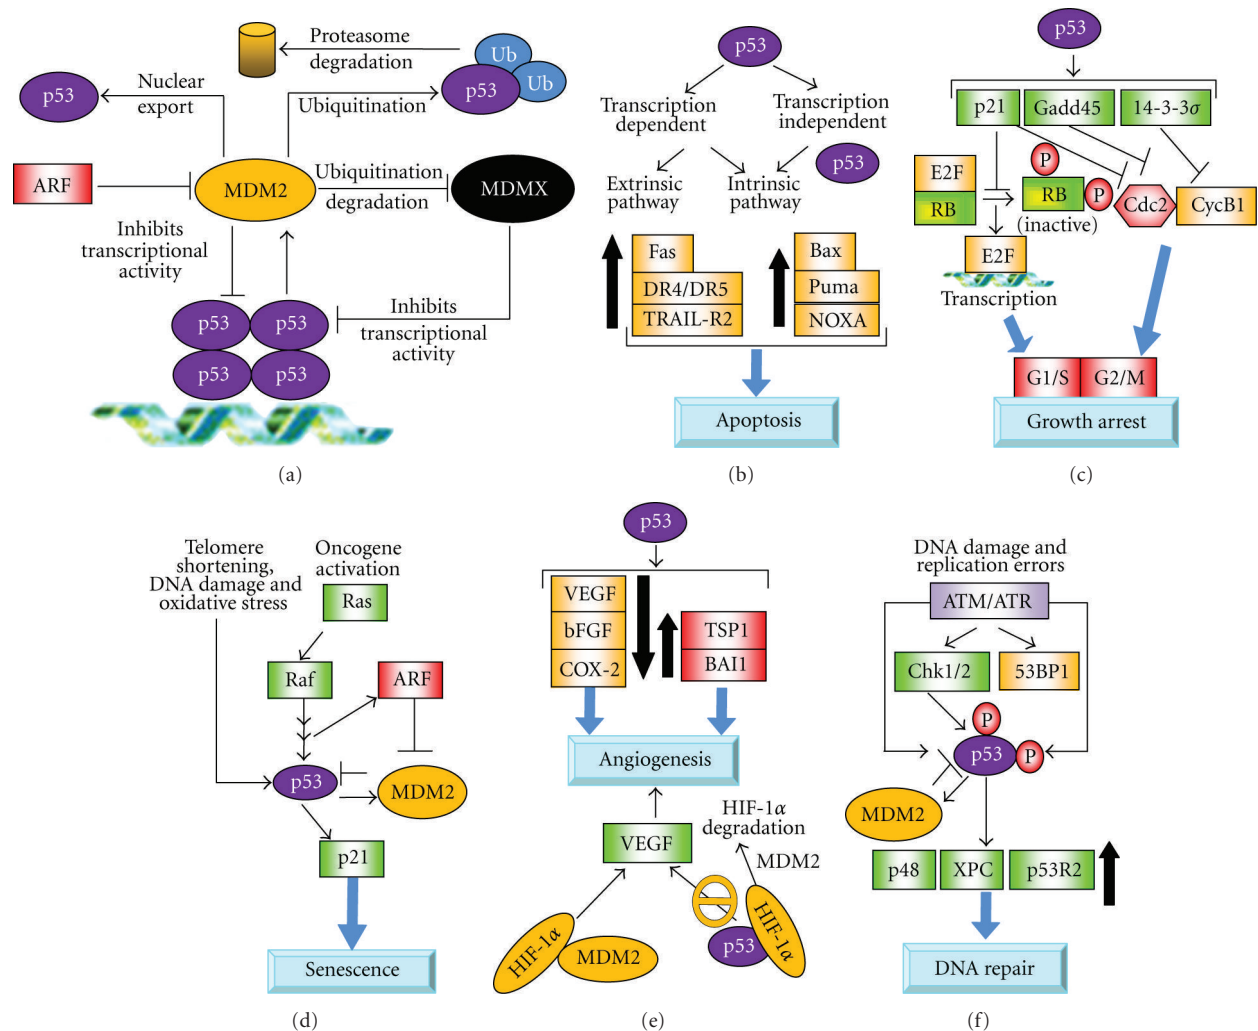 Proteasome
degradation
Ub
Ub
p53
p53
Nuclear
export
Ubiquitination
ARF
MDM2
Ubiquitination
degradation
MDMX
Inhibits
transcriptional
activity
Inhibits
transcriptional
activity
p53
p53
p53
p53
(a)
p53
Transcription
dependent
Transcription
independent
p53
Extrinsic
pathway
Intrinsic
pathway
Fas
DR4/DR5
TRAIL-R2
Bax
Puma
NOXA
Apoptosis
(b)
p53
p21
Gadd45
14-3-3σ
E2F
RB
P
RB
P
(inactive)
Cdc2
CycB1
E2F
Transcription
G1/S
G2/M
Growth arrest
(c)
Telomere
shortening,
DNA damage and
oxidative stress
Oncogene
activation
Ras
Raf
ARF
p53
MDM2
p21
Senescence
(d)
p53
VEGF
bFGF
COX-2
TSP1
BAI1
Angiogenesis
VEGF
HIF-1α
degradation
MDM2
HIF-1α
MDM2
p53
HIF-1α
(e)
DNA damage and
replication errors
ATM/ATR
Chk1/2
53BP1
P
p53
P
MDM2
p48
XPC
p53R2
DNA repair
(f)